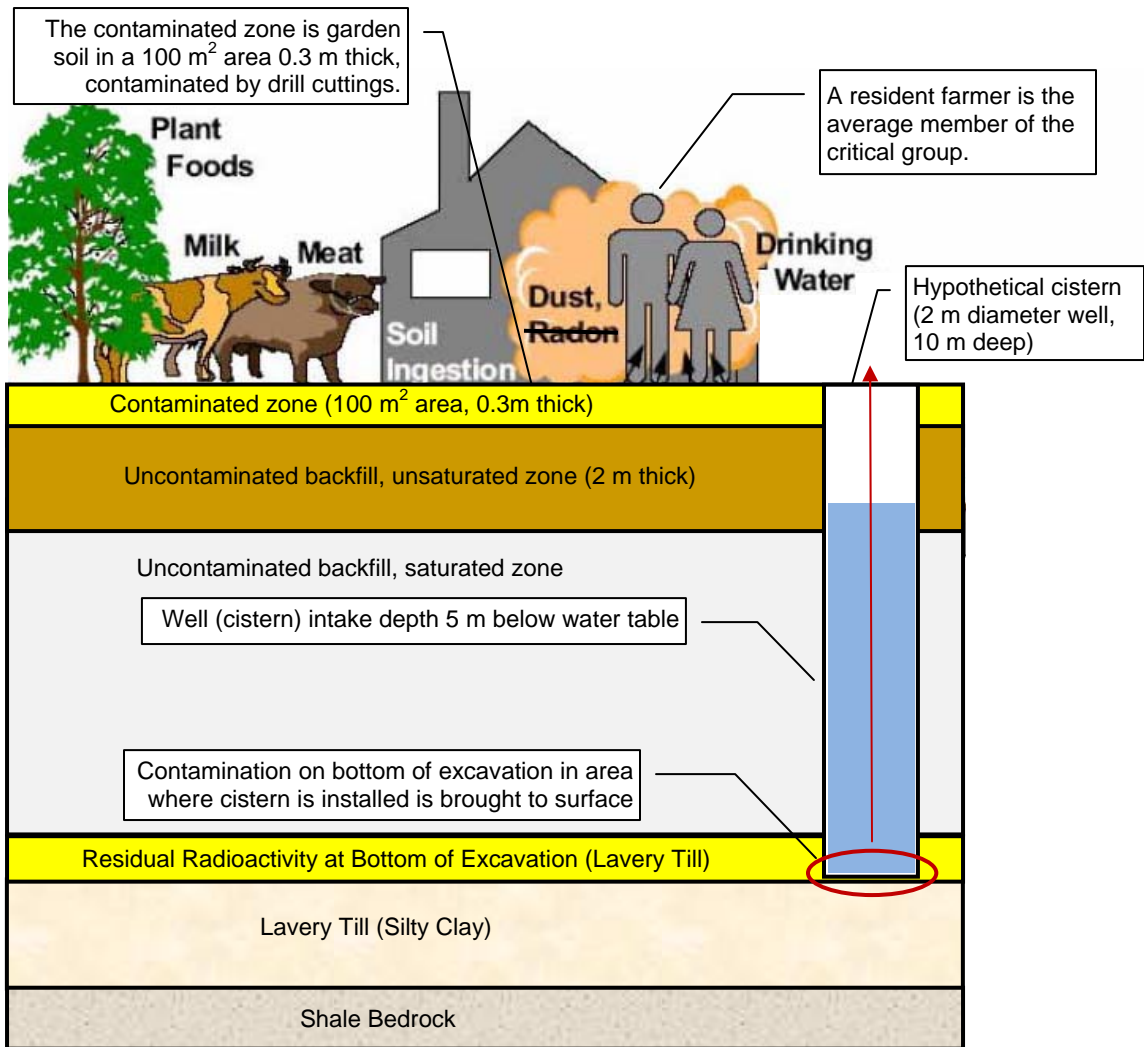 The contaminated zone is garden
soil in a 100 m² area 0.3 m thick,
contaminated by drill cuttings.
A resident farmer is the
average member of the
critical group.
Plant
Foods
Milk
Meat
Soil
Ingestion
Dust,
Radon
Drinking
Water
Hypothetical cistern
(2 m diameter well,
10 m deep)
Contaminated zone (100 m² area, 0.3m thick)
Uncontaminated backfill, unsaturated zone (2 m thick)
Uncontaminated backfill, saturated zone
Well (cistern) intake depth 5 m below water table
Contamination on bottom of excavation in area
where cistern is installed is brought to surface
Residual Radioactivity at Bottom of Excavation (Lavery Till)
Lavery Till (Silty Clay)
Shale Bedrock